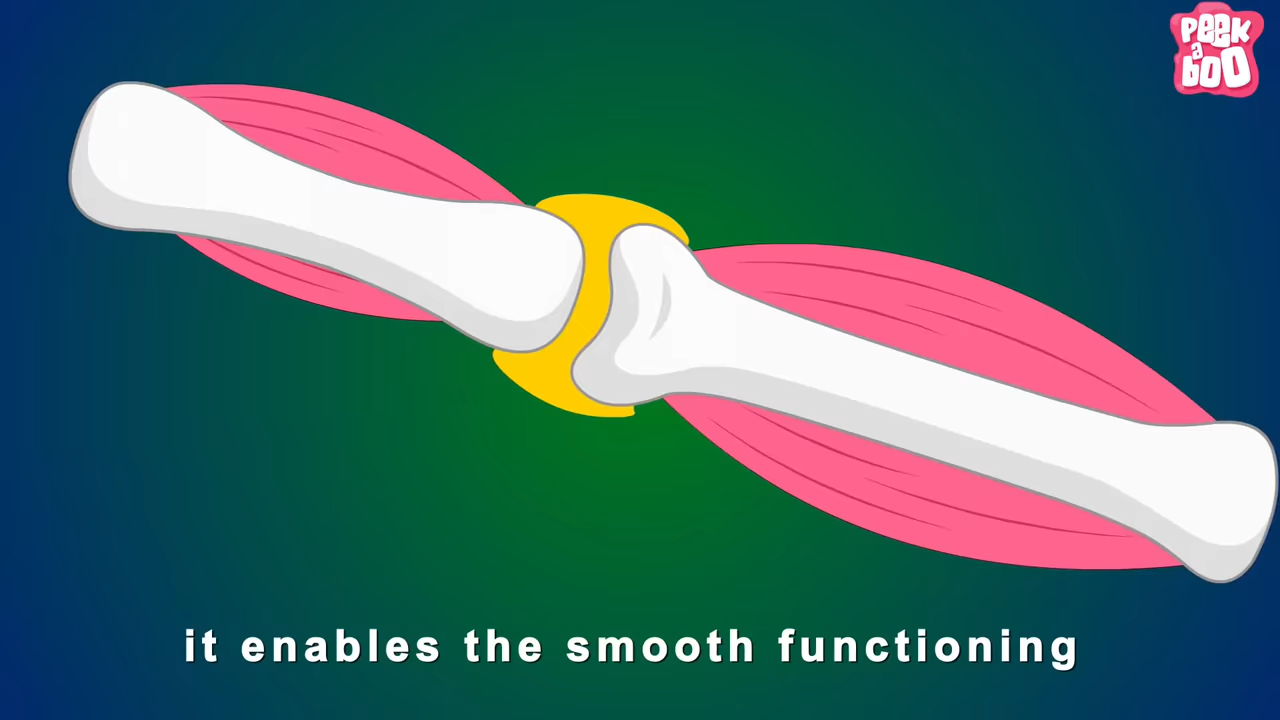 PEEK
a
boo
it enables the smooth functioning